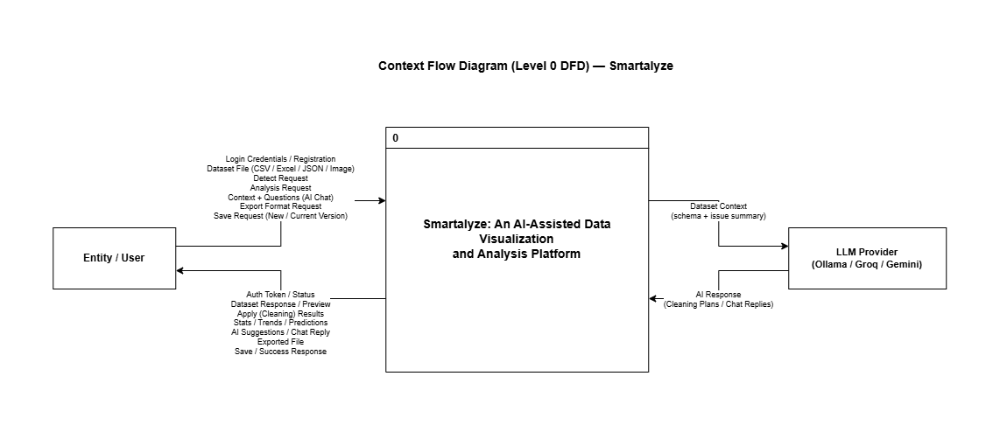 Context Flow Diagram (Level 0 DFD) — Smartalyze
0
Login Credentials / Registration
Dataset File (CSV / Excel / JSON / Image)
Detect Request
Analysis Request
Context + Questions (AI Chat)
Export Format Request
Save Request (New / Current Version)
Entity / User
Auth Token / Status
Dataset Response / Preview
Apply (Cleaning) Results
Stats / Trends / Predictions
AI Suggestions / Chat Reply
Exported File
Save / Success Response
Smartalyze: An AI-Assisted Data
Visualization
and Analysis Platform
Dataset Context
(schema + issue summary)
LLM Provider
(Ollama / Groq / Gemini)
AI Response
(Cleaning Plans / Chat Replies)